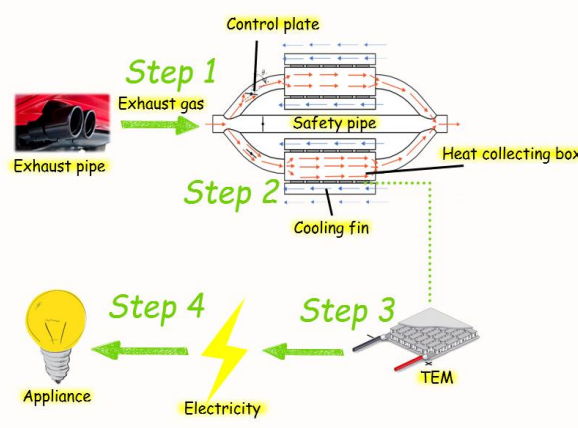 Control plate
Step 1
Exhaust gas
Safety pipe
Exhaust pipe
Heat collecting box
Step 2
Cooling fin
Step 4
Step 3
TEM
Appliance
Electricity